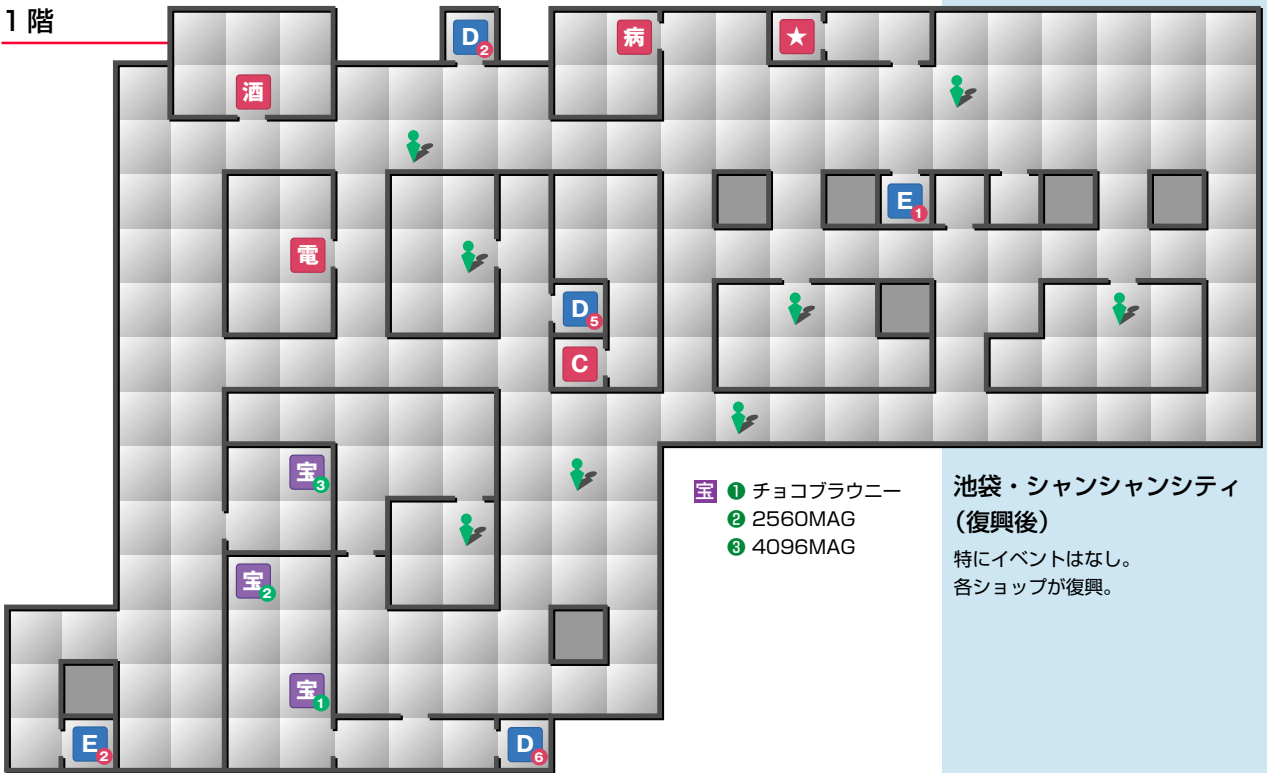 1階
D2
病
★
酒
E1
電
D5
C
宝3
宝 ❶ チョコブラウニー
❷ 2560MAG
❸ 4096MAG
池袋・シャンシャンシティ
(復興後)
特にイベントはなし。
各ショップが復興。
宝2
宝1
E2
D6